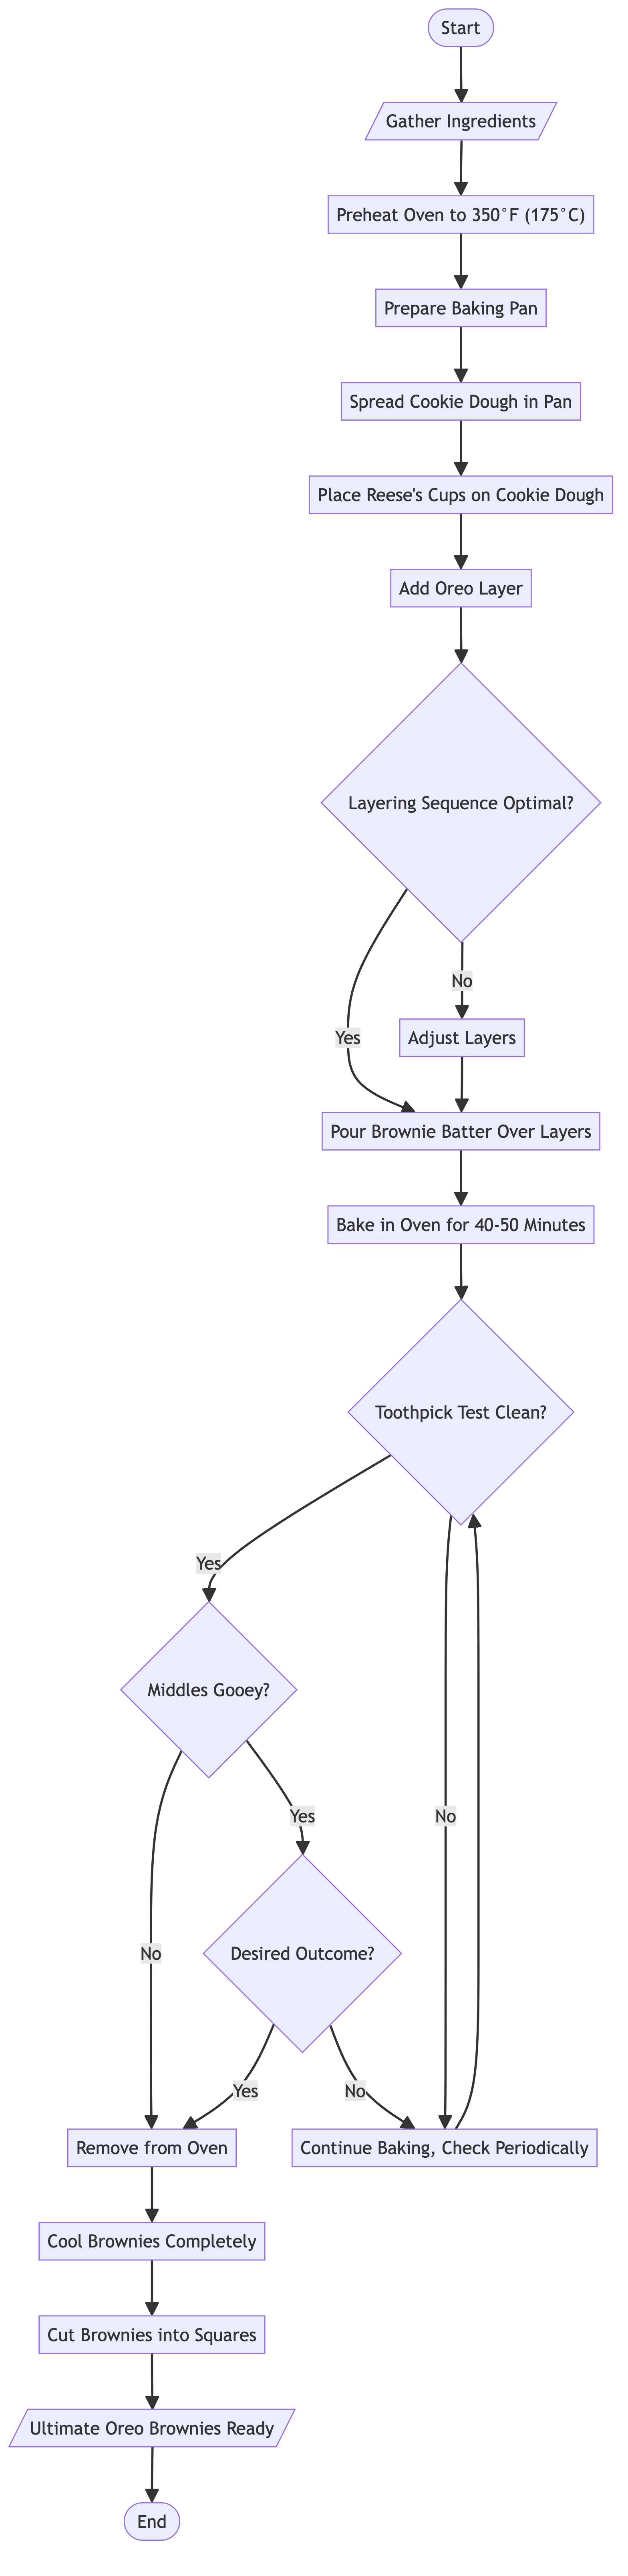 Start
Gather Ingredients
Preheat Oven to 350°F (175°C)
Prepare Baking Pan
Spread Cookie Dough in Pan
Place Reese's Cups on Cookie Dough
Add Oreo Layer
Layering Sequence Optimal?
No
Yes
Adjust Layers
Pour Brownie Batter Over Layers
Bake in Oven for 40-50 Minutes
Toothpick Test Clean?
Yes
Middles Gooey?
Yes
No
No
Desired Outcome?
Yes
No
Remove from Oven
Continue Baking, Check Periodically
Cool Brownies Completely
Cut Brownies into Squares
Ultimate Oreo Brownies Ready
End